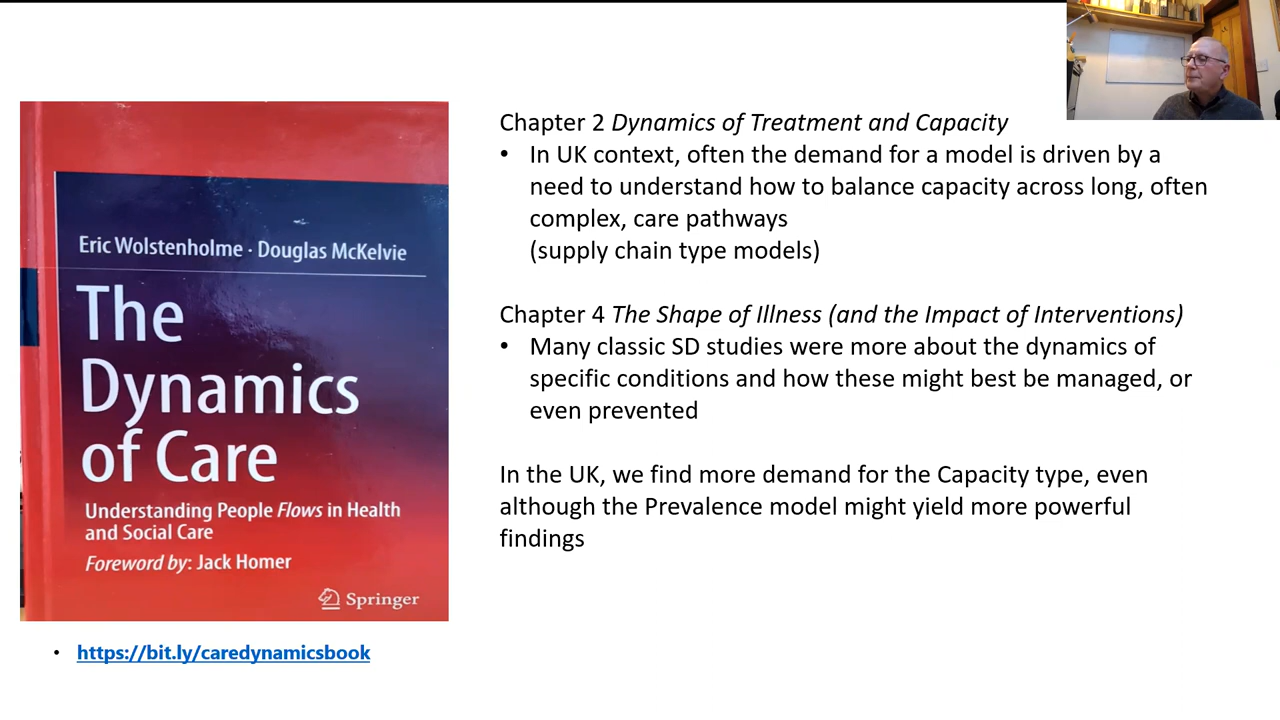 Eric Wolstenholme · Douglas McKelvie
The
Dynamics
of Care
Understanding People Flows in Health
and Social Care
Foreword by: Jack Homer
Springer
• https://bit.ly/caredynamicsbook
Chapter 2 Dynamics of Treatment and Capacity
• In UK context, often the demand for a model is driven by a
need to understand how to balance capacity across long, often
complex, care pathways
(supply chain type models)
Chapter 4 The Shape of Illness (and the Impact of Interventions)
• Many classic SD studies were more about the dynamics of
specific conditions and how these might best be managed, or
even prevented
In the UK, we find more demand for the Capacity type, even
although the Prevalence model might yield more powerful
findings